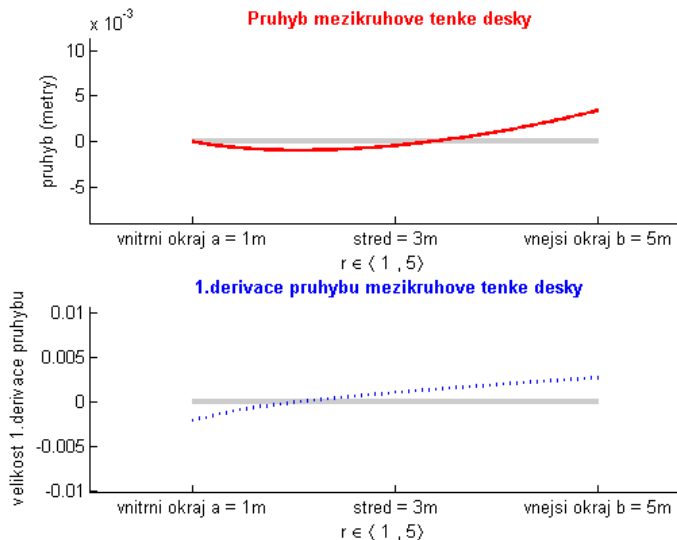 Pruhyb mezikruhove tenke desky
x 10^-3
10
5
0
-5
pruhyb (metry)
vnitrni okraj a = 1m stred = 3m vnejsi okraj b = 5m
r ∈ ⟨ 1 , 5⟩
1.derivace pruhybu mezikruhove tenke desky
0.01
0.005
0
-0.005
-0.01
velikost 1.derivace pruhybu
vnitrni okraj a = 1m stred = 3m vnejsi okraj b = 5m
r ∈ ⟨ 1 , 5⟩